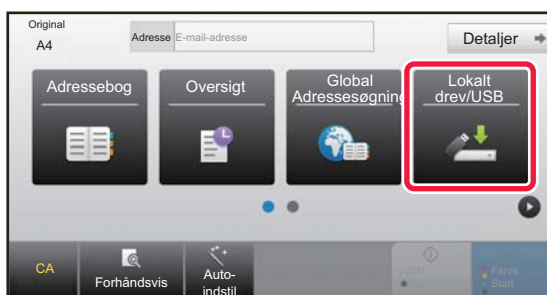 Original
A4
Adresse
E-mail-adresse
Detaljer
Adressebog
Oversigt
Global
Adressesøgning
Lokalt
drev/USB
CA
Forhåndsvis
Auto-
indstil
Farve
Start